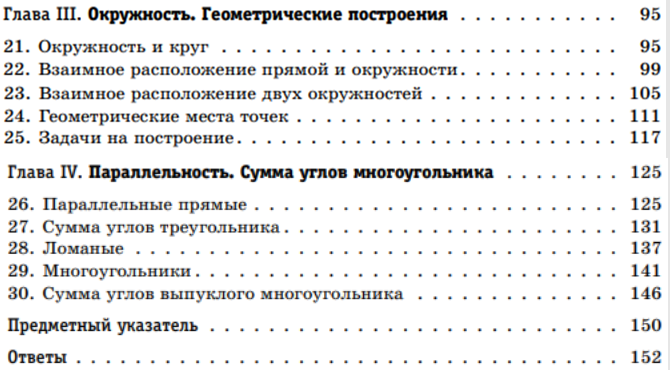 Глава III. Окружность. Геометрические построения . . . . . . . . . . . 95
21. Окружность и круг . . . . . . . . . . . . . . . . . . . . . . . . . . . . 95
22. Взаимное расположение прямой и окружности. . . . . . . . . . . 99
23. Взаимное расположение двух окружностей . . . . . . . . . . . . . 105
24. Геометрические места точек . . . . . . . . . . . . . . . . . . . . . . 111
25. Задачи на построение. . . . . . . . . . . . . . . . . . . . . . . . . . 117
Глава IV. Параллельность. Сумма углов многоугольника . . . . . . . . 125
26. Параллельные прямые . . . . . . . . . . . . . . . . . . . . . . . . . 125
27. Сумма углов треугольника . . . . . . . . . . . . . . . . . . . . . . . 131
28. Ломаные . . . . . . . . . . . . . . . . . . . . . . . . . . . . . . . . . 137
29. Многоугольники . . . . . . . . . . . . . . . . . . . . . . . . . . . . . 141
30. Сумма углов выпуклого многоугольника . . . . . . . . . . . . . . 146
Предметный указатель . . . . . . . . . . . . . . . . . . . . . . . . . . . . 150
Ответы . . . . . . . . . . . . . . . . . . . . . . . . . . . . . . . . . . . . . 152